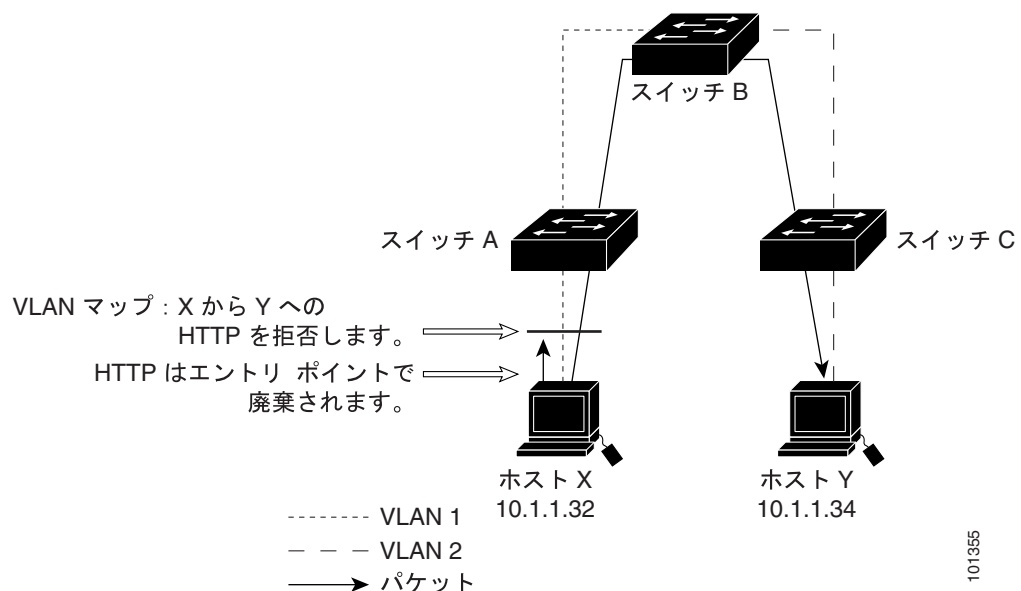 スイッチ B
スイッチ A
スイッチ C
VLAN マップ : X から Y への
HTTP を拒否します。
HTTP はエントリ ポイントで
廃棄されます。
ホスト X
10.1.1.32
ホスト Y
10.1.1.34
VLAN 1
VLAN 2
パケット
101355